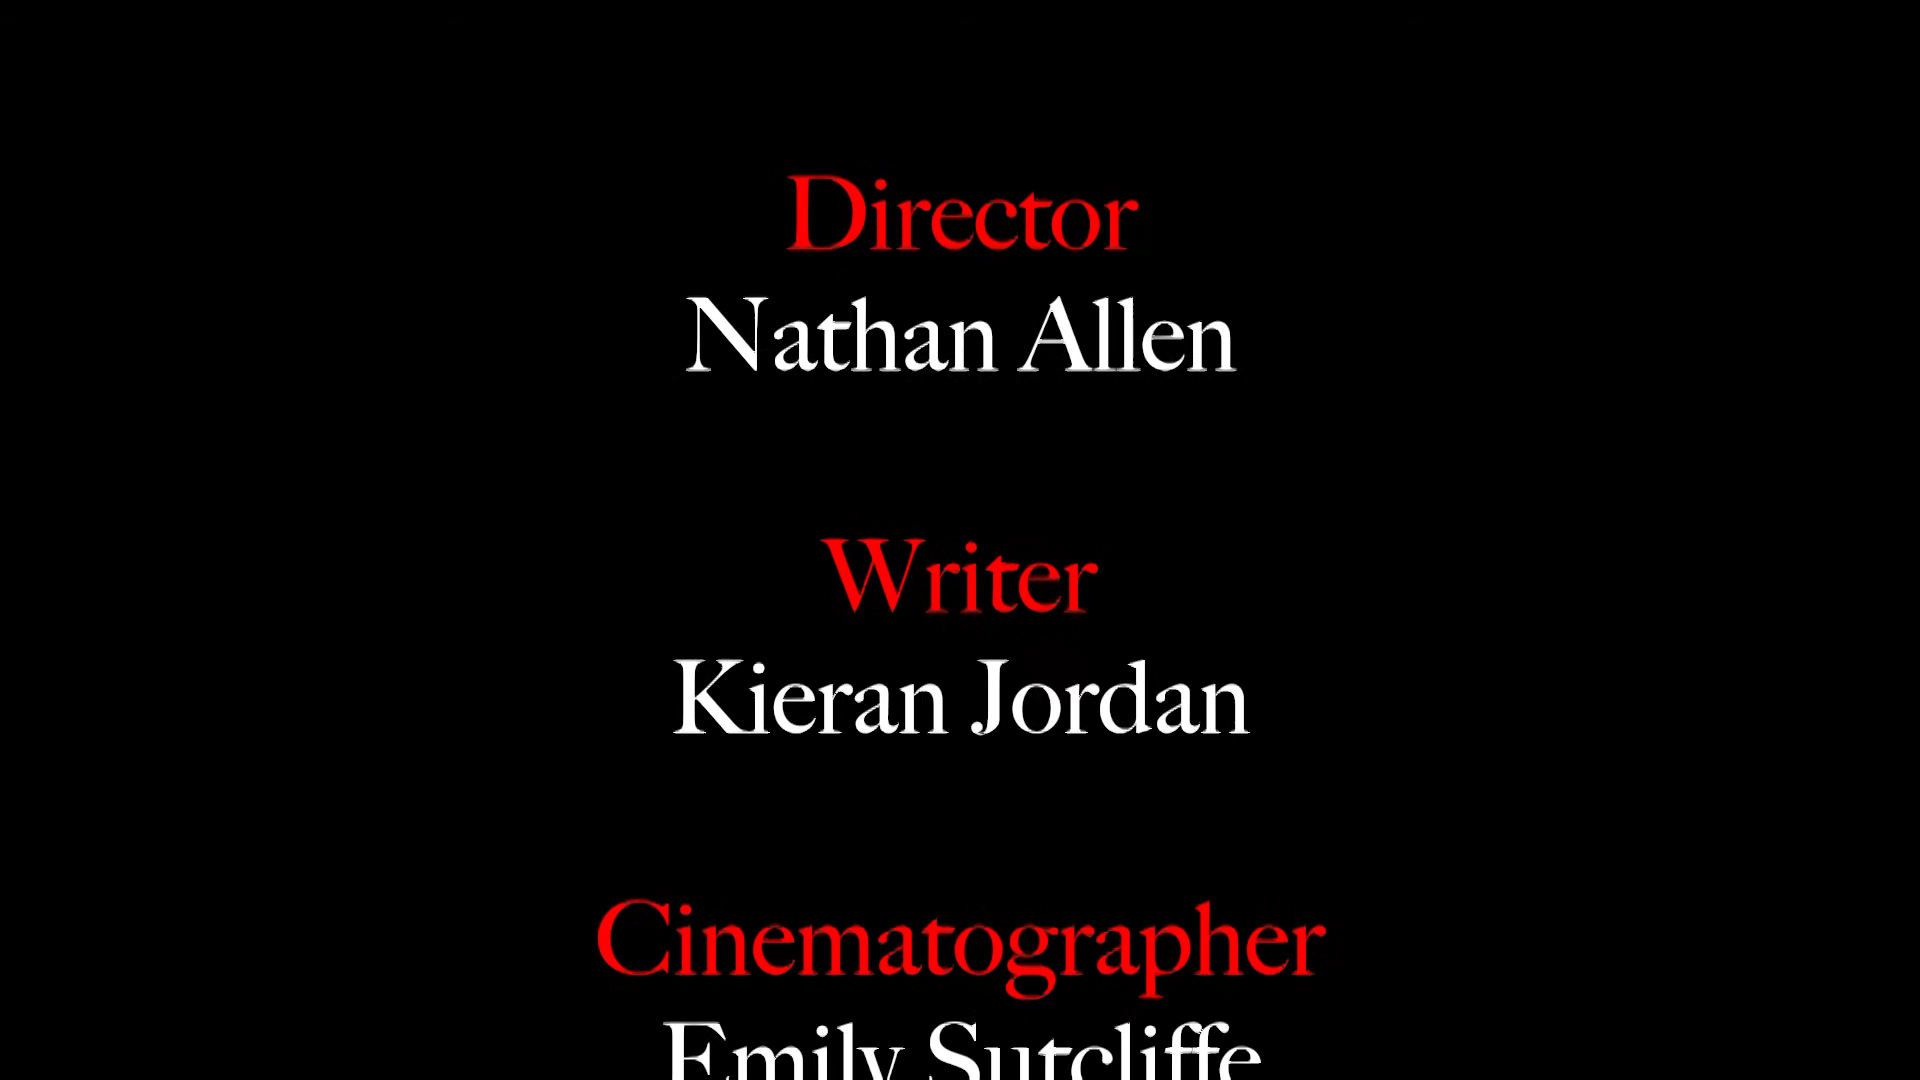 Director
Nathan Allen
Writer
Kieran Jordan
Cinematographer
Emily Sutcliffe